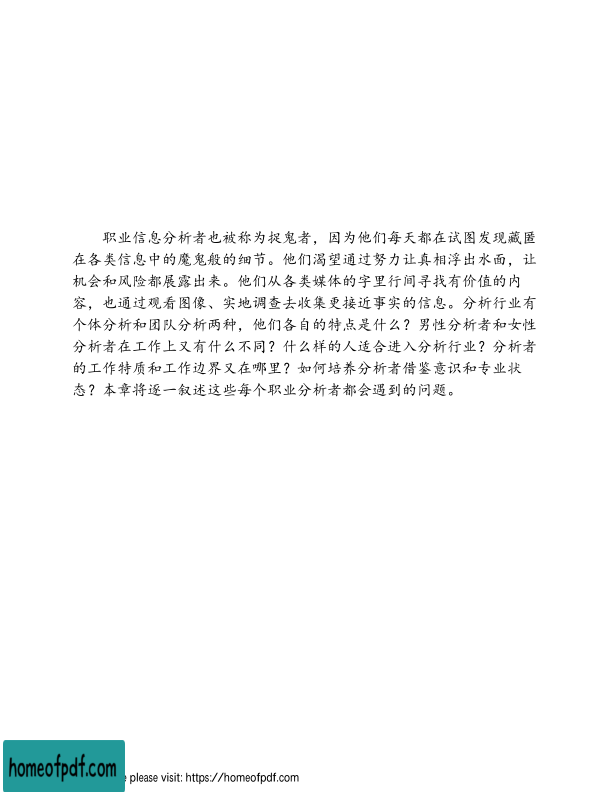 职业信息分析者也被称为捉鬼者，因为他们每天都在试图发现藏匿
在各类信息中的魔鬼般的细节。他们渴望通过努力让真相浮出水面，让
机会和风险都展露出来。他们从各类媒体的字里行间寻找有价值的内
容，也通过观看图像、实地调查去收集更接近事实的信息。分析行业有
个体分析和团队分析两种，他们各自的特点是什么？男性分析者和女性
分析者在工作上又有什么不同？什么样的人适合进入分析行业？分析者
的工作特质和工作边界又在哪里？如何培养分析者借鉴意识和专业状
态？本章将逐一叙述这些每个职业分析者都会遇到的问题。
homeofpdf.com
e please visit: https://homeofpdf.com